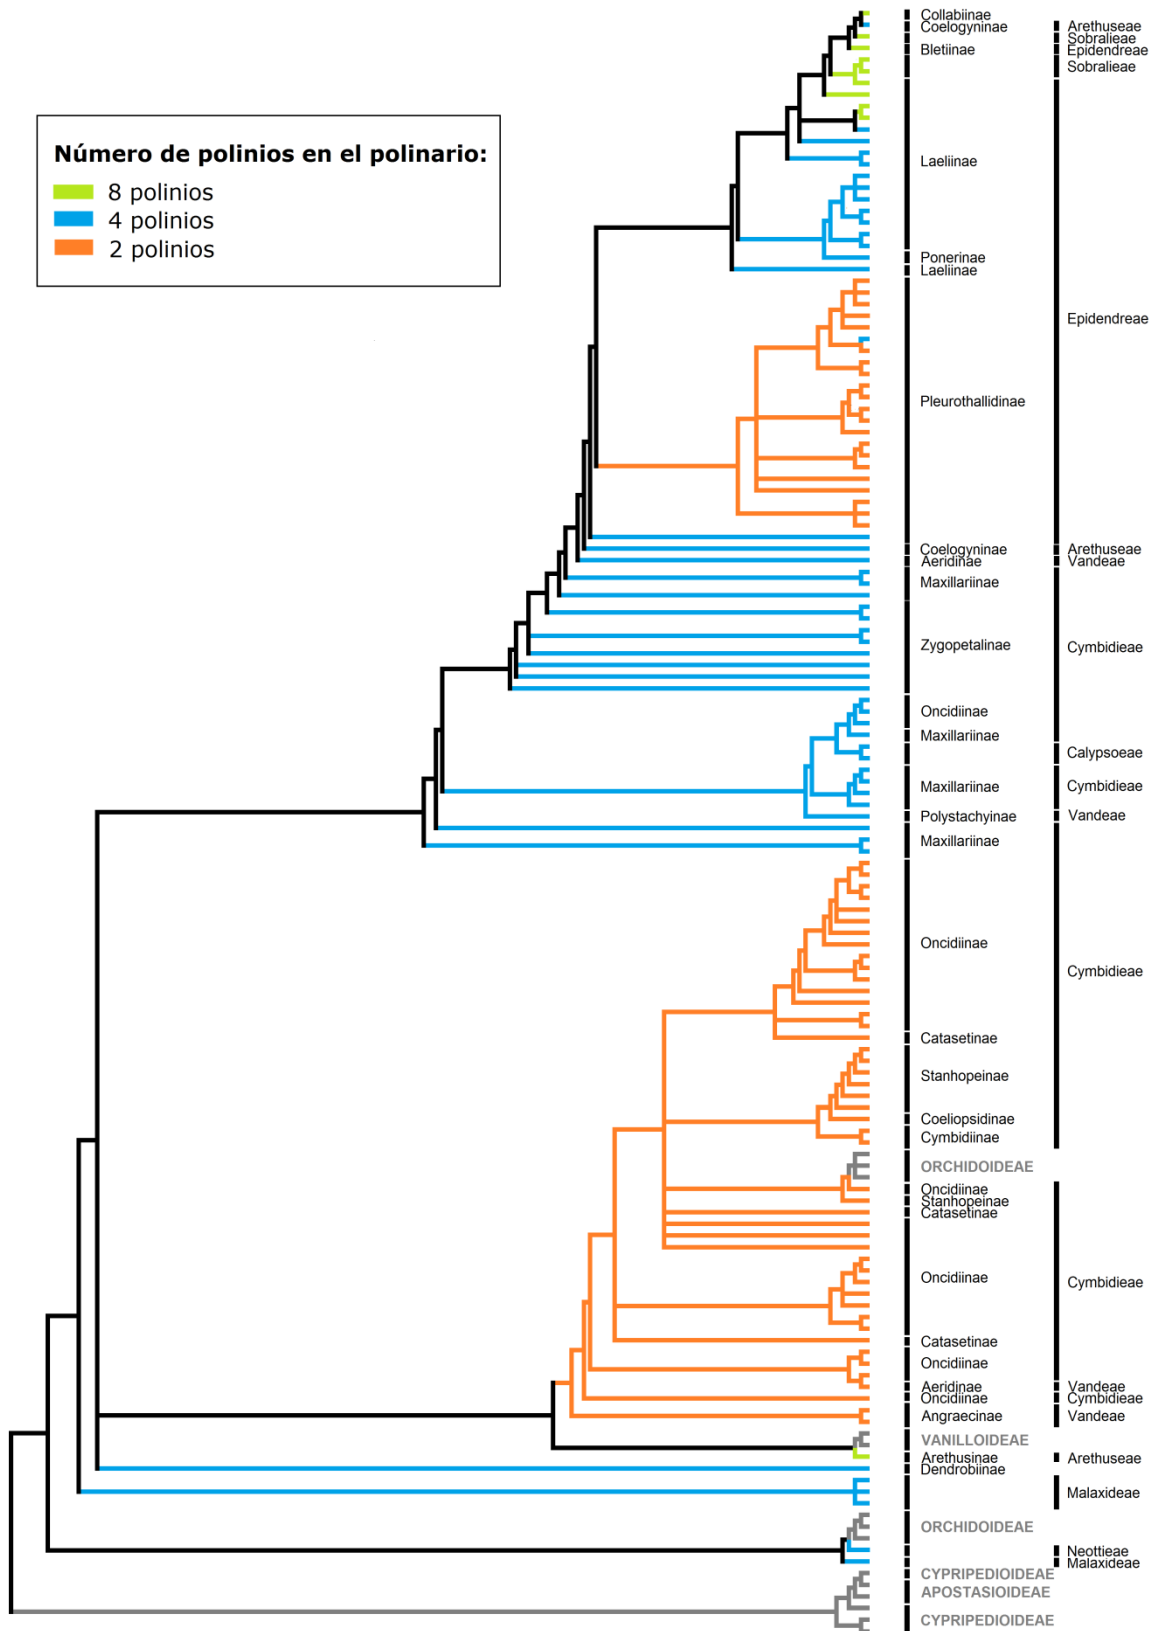 Número de polinios en el polinario:
8 polinios
4 polinios
2 polinios
Collabiinae
Coelogyninae Arethuseae
Sobralieae
Bletiinae Epidendreae
Sobralieae
Laeliinae
Ponerinae
Laeliinae
Epidendreae
Pleurothallidinae
Coelogyninae Arethuseae
Aeridinae Vandeae
Maxillariinae
Zygopetalinae Cymbidieae
Oncidiinae
Maxillariinae
Calypsoeae
Maxillariinae Cymbidieae
Polystachyinae Vandeae
Maxillariinae
Oncidiinae
Cymbidieae
Catasetinae
Stanhopeinae
Coeliopsidinae
Cymbidiinae
ORCHIDOIDEAE
Oncidiinae
Stanhopeinae
Catasetinae
Oncidiinae Cymbidieae
Catasetinae
Oncidiinae
Aeridinae Vandeae
Oncidiinae Cymbidieae
Angraecinae Vandeae
VANILLOIDEAE
Arethusinae Arethuseae
Dendrobiinae
Malaxideae
ORCHIDOIDEAE
Neottieae
Malaxideae
CYPRIPEDIOIDEAE
APOSTASIOIDEAE
CYPRIPEDIOIDEAE